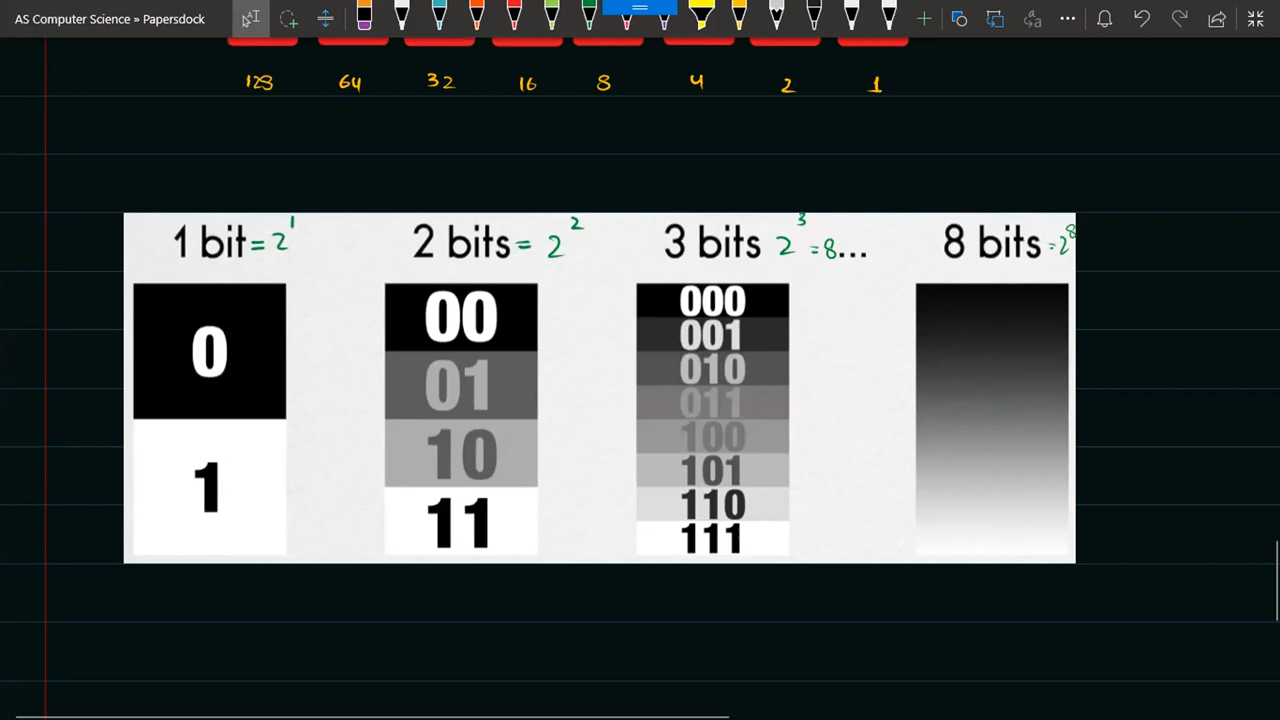 AS Computer Science » Papersdock
128 64 32 16 8 4 2 1
1 bit = 2¹ 2 bits = 2² 3 bits 2³ = 8... 8 bits = 2⁸
0 00 000
001
01 010
011
1 10 100
101
11 110
111